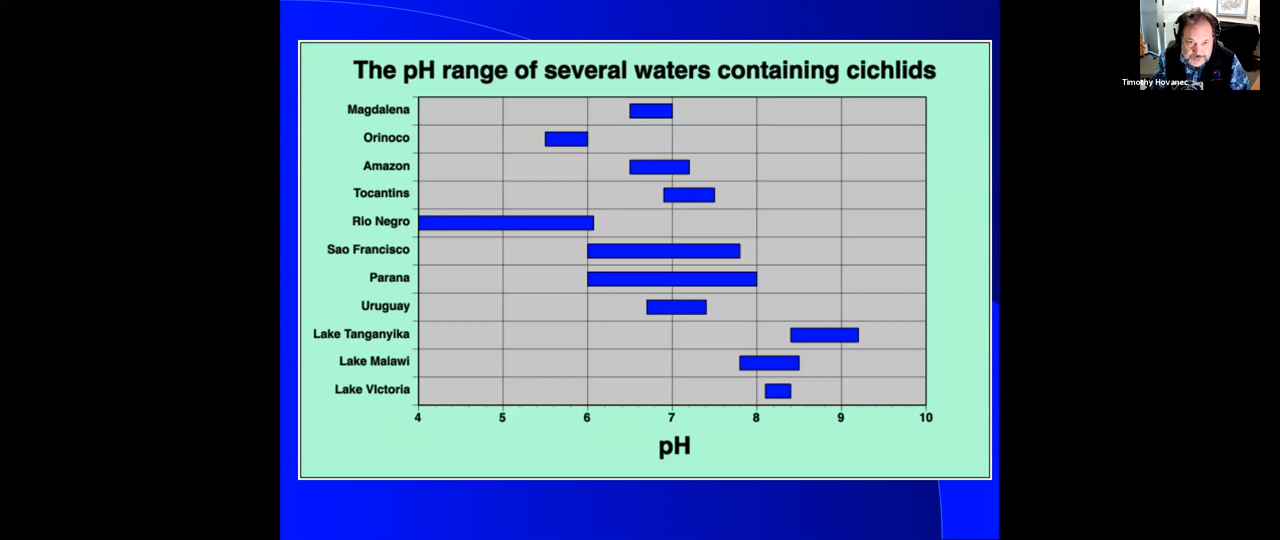 The pH range of several waters containing cichlids
Magdalena
Orinoco
Amazon
Tocantins
Rio Negro
Sao Francisco
Parana
Uruguay
Lake Tanganyika
Lake Malawi
Lake VIctoria
4 5 6 7 8 9 10
pH
Timothy Hovanec